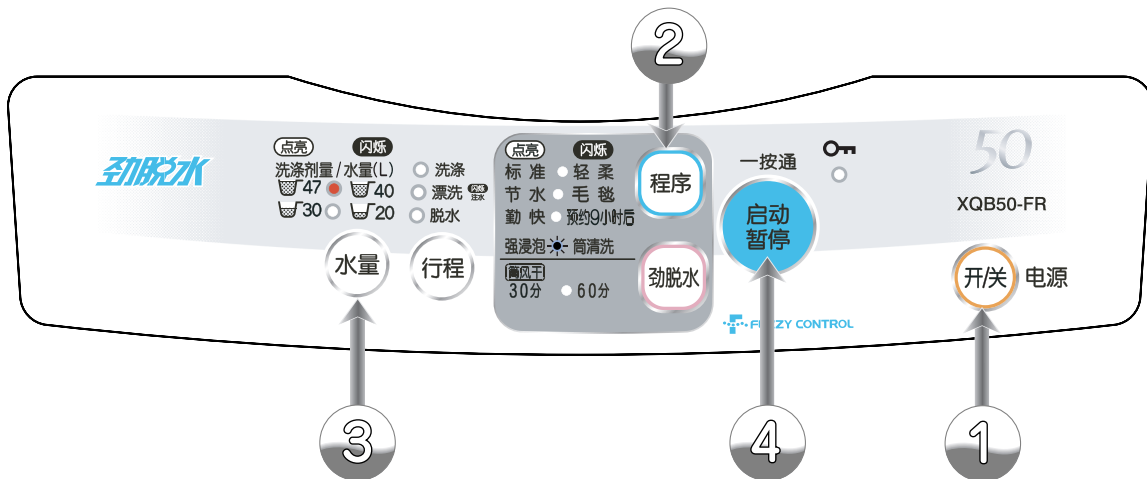 2
劲脱水
点亮 闪烁
洗涤剂量/水量(L)
47 40
30 20
洗涤
漂洗 闪烁注水
脱水
水量
行程
点亮 闪烁
标准 轻柔
节水 毛毯
勤快 预约9小时后
强浸泡 筒清洗
筒风干
30分 60分
程序
劲脱水
一按通
启动
暂停
50
XQB50-FR
开/关 电源
CONTROL
3
4
1